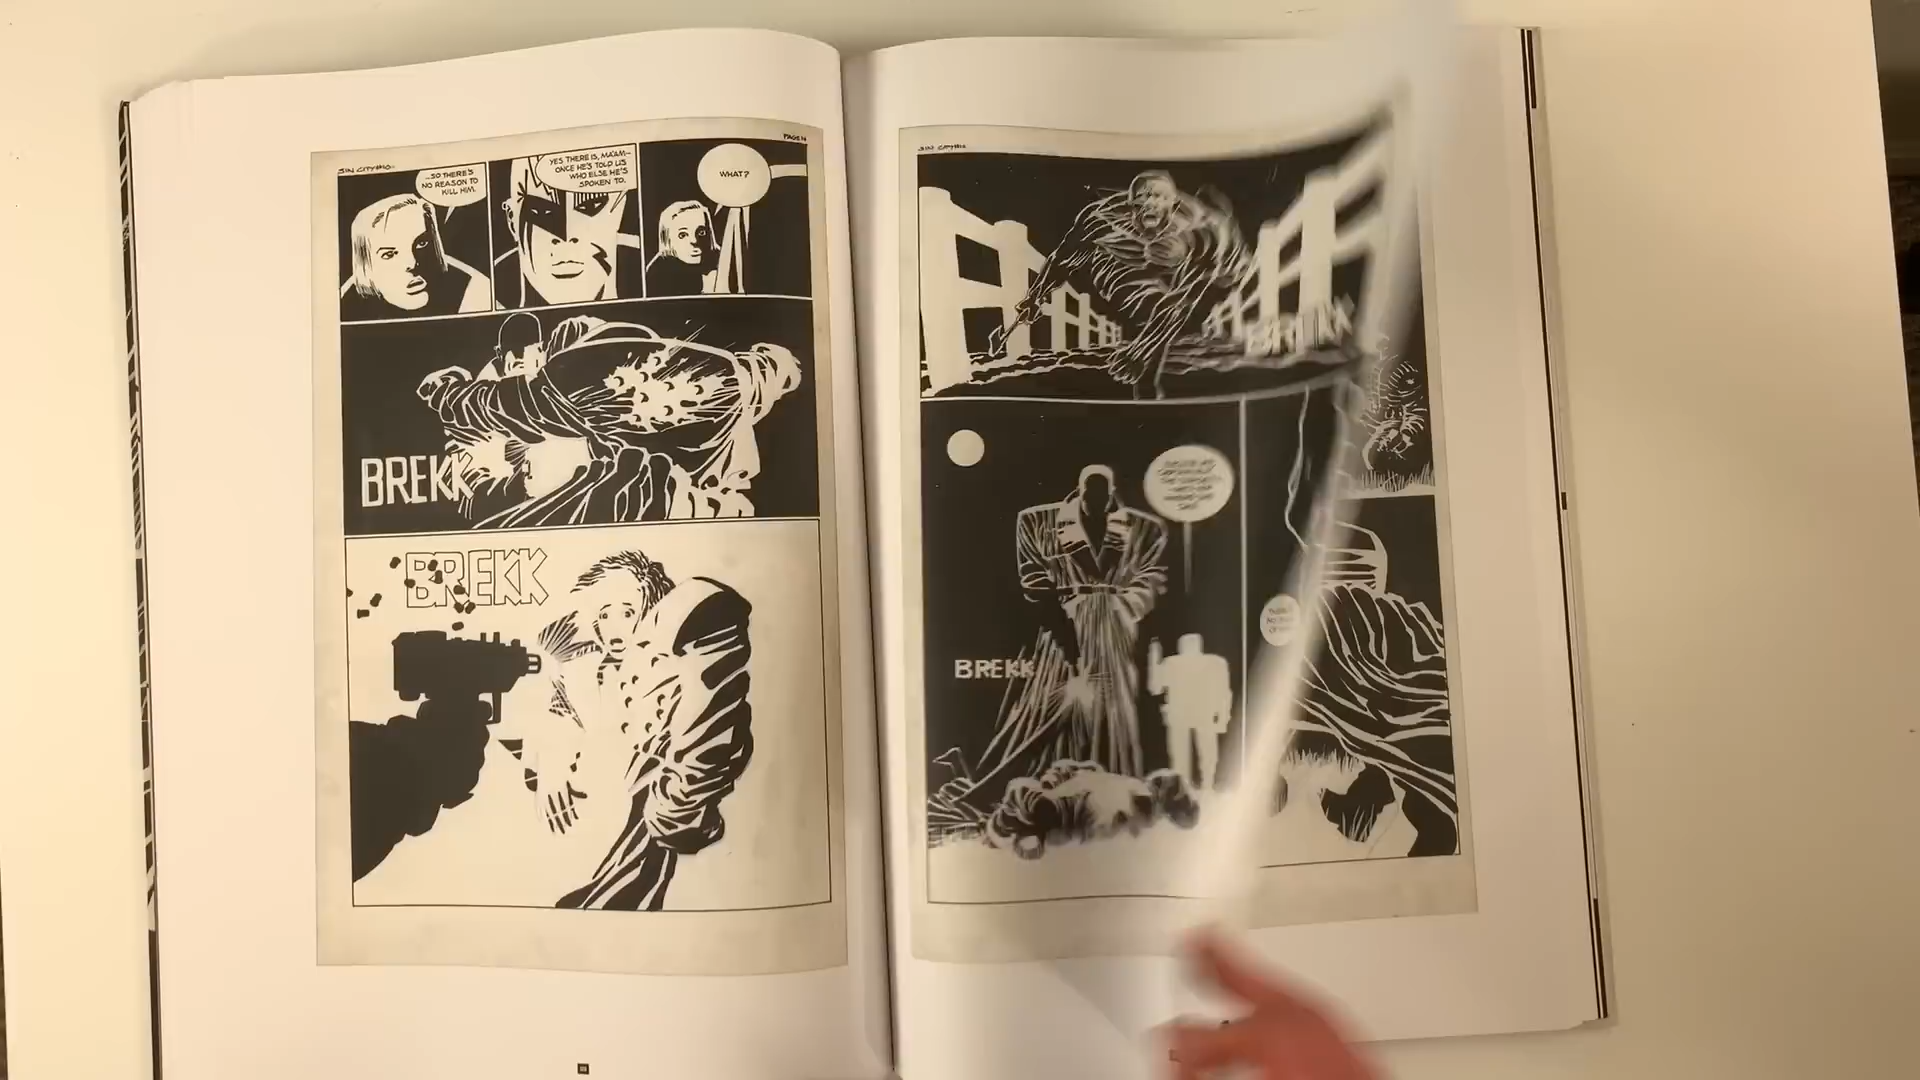 SIN CITY
PAGE 14
...SO THERE'S
NO REASON TO
KILL HIM.
YES THERE IS, MA'AM--
ONCE HE'S TOLD US
WHO ELSE HE'S
SPOKEN TO.
WHAT?
BREKK
BREKK
SIN CITY
BREKK